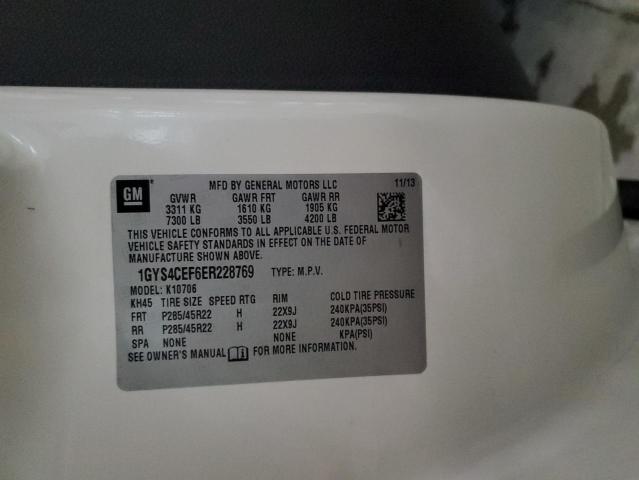 GM MFD BY GENERAL MOTORS LLC 11/13
GVWR GAWR FRT GAWR RR
3311 KG 1610 KG 1905 KG
7300 LB 3550 LB 4200 LB
THIS VEHICLE CONFORMS TO ALL APPLICABLE U.S. FEDERAL MOTOR
VEHICLE SAFETY STANDARDS IN EFFECT ON THE DATE OF
MANUFACTURE SHOWN ABOVE.
1GYS4CEF6ER228769 TYPE: M.P.V.
MODEL: K10706
KH45 TIRE SIZE SPEED RTG RIM COLD TIRE PRESSURE
FRT P285/45R22 H 22X9J 240KPA(35PSI)
RR P285/45R22 H 22X9J 240KPA(35PSI)
SPA NONE NONE KPA(PSI)
SEE OWNER'S MANUAL FOR MORE INFORMATION.